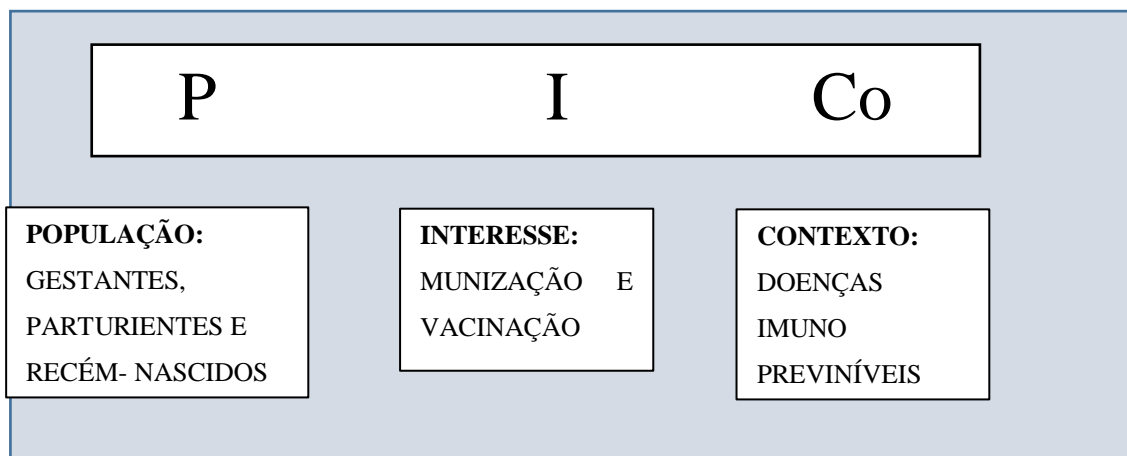 P I Co
POPULAÇÃO:
GESTANTES,
PARTURIENTES E
RECÉM- NASCIDOS
INTERESSE:
MUNIZAÇÃO E
VACINAÇÃO
CONTEXTO:
DOENÇAS
IMUNO
PREVINÍVEIS